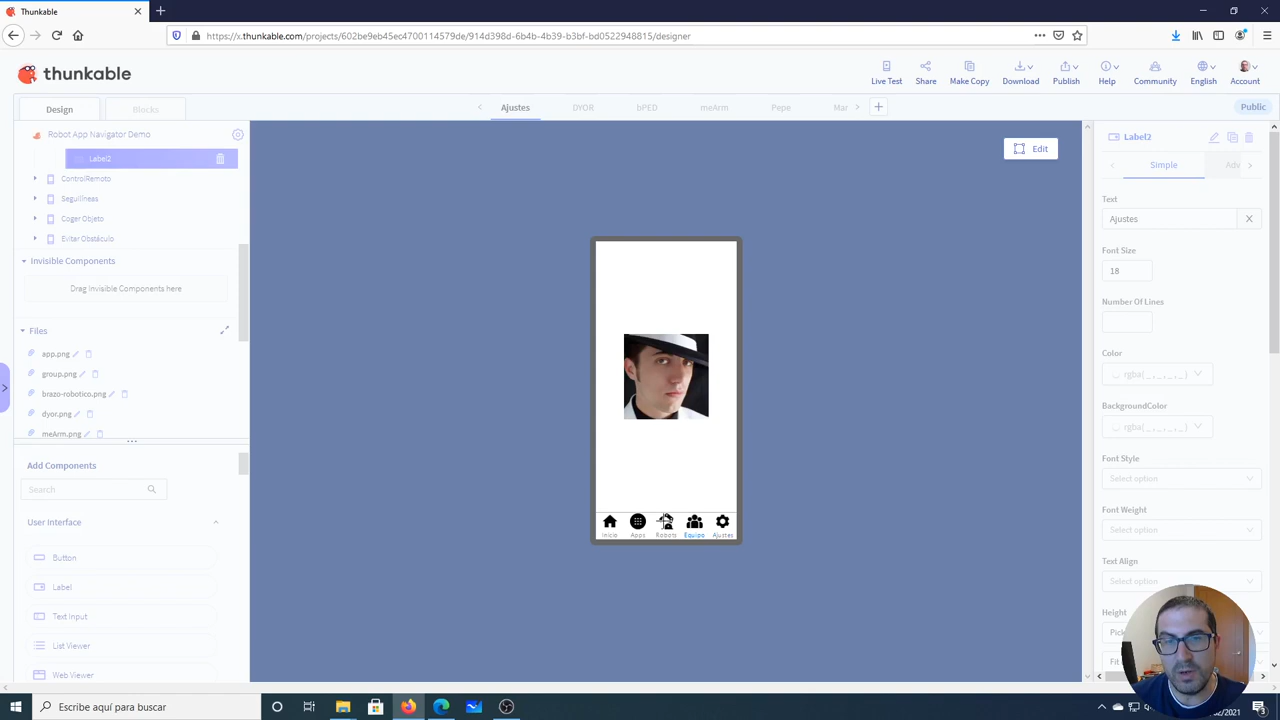 Thunkable
https://x.thunkable.com/projects/602be9eb45ec4700114579de/914d398d-6b4b-4b39-b3bf-bd0522948815/designer
thunkable
Live Test
Share
Make Copy
Download
Publish
Help
Community
English
Account
Design
Blocks
Ajustes
DYOR
bPED
meArm
Pepe
Mar
Public
Robot App Navigator Demo
Label2
ControlRemoto
Seguilíneas
Coger Objeto
Evitar Obstáculo
Invisible Components
Drag Invisible Components here
Files
app.png
group.png
brazo-robotico.png
dyor.png
meArm.png
Add Components
Search
User Interface
Button
Label
Text Input
List Viewer
Web Viewer
Edit
Inicio
Apps
Robots
Equipo
Ajustes
Label2
Simple
Adv
Text
Ajustes
Font Size
18
Number Of Lines
Color
rgba( _ , _ , _ , _ )
BackgroundColor
rgba( _ , _ , _ , _ )
Font Style
Select option
Font Weight
Select option
Text Align
Select option
Height
Escribe aquí para buscar